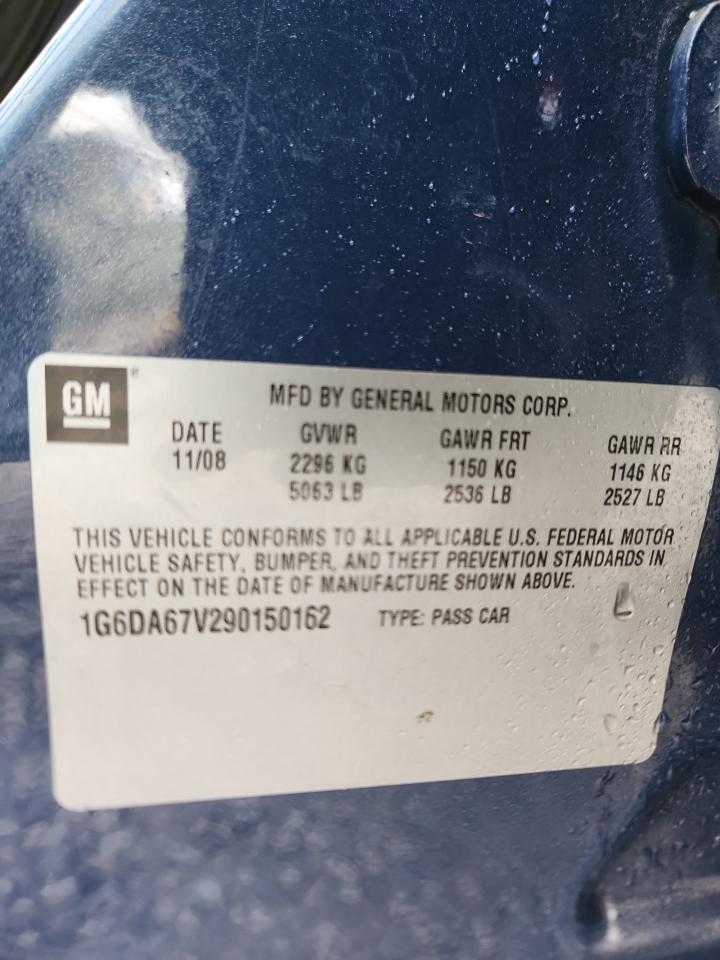 GM
MFD BY GENERAL MOTORS CORP.
DATE GVWR GAWR FRT GAWR RR
11/08 2296 KG 1150 KG 1146 KG
5063 LB 2536 LB 2527 LB
THIS VEHICLE CONFORMS TO ALL APPLICABLE U.S. FEDERAL MOTOR
VEHICLE SAFETY, BUMPER, AND THEFT PREVENTION STANDARDS IN
EFFECT ON THE DATE OF MANUFACTURE SHOWN ABOVE.
1G6DA67V290150162 TYPE: PASS CAR